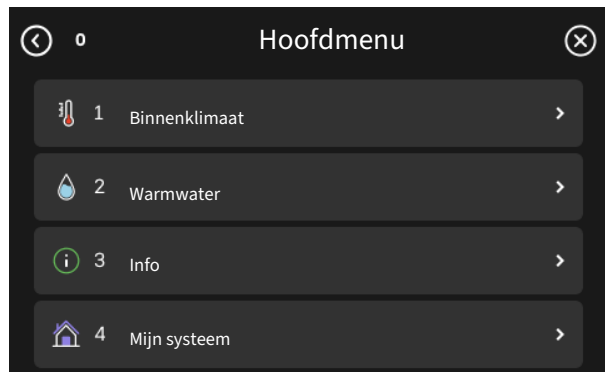 0 Hoofdmenu
1 Binnenklimaat
2 Warmwater
3 Info
4 Mijn systeem